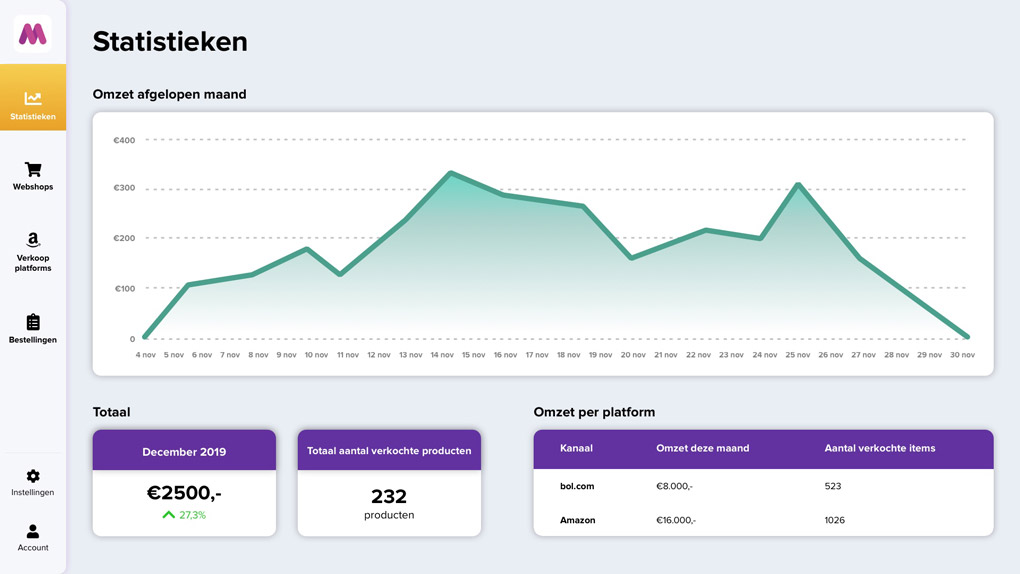 Statistieken
Omzet afgelopen maand
Statistieken
Webshops
Verkoop
platforms
Bestellingen
Instellingen
Account
€400
€300
€200
€100
0
4 nov 5 nov 6 nov 7 nov 8 nov 9 nov 10 nov 11 nov 12 nov 13 nov 14 nov 15 nov 16 nov 17 nov 18 nov 19 nov 20 nov 21 nov 22 nov 23 nov 24 nov 25 nov 26 nov 27 nov 28 nov 29 nov 30 nov
Totaal
December 2019
€2500,-
27,3%
Totaal aantal verkochte producten
232
producten
Omzet per platform
Kanaal Omzet deze maand Aantal verkochte items
bol.com €8.000,- 523
Amazon €16.000,- 1026